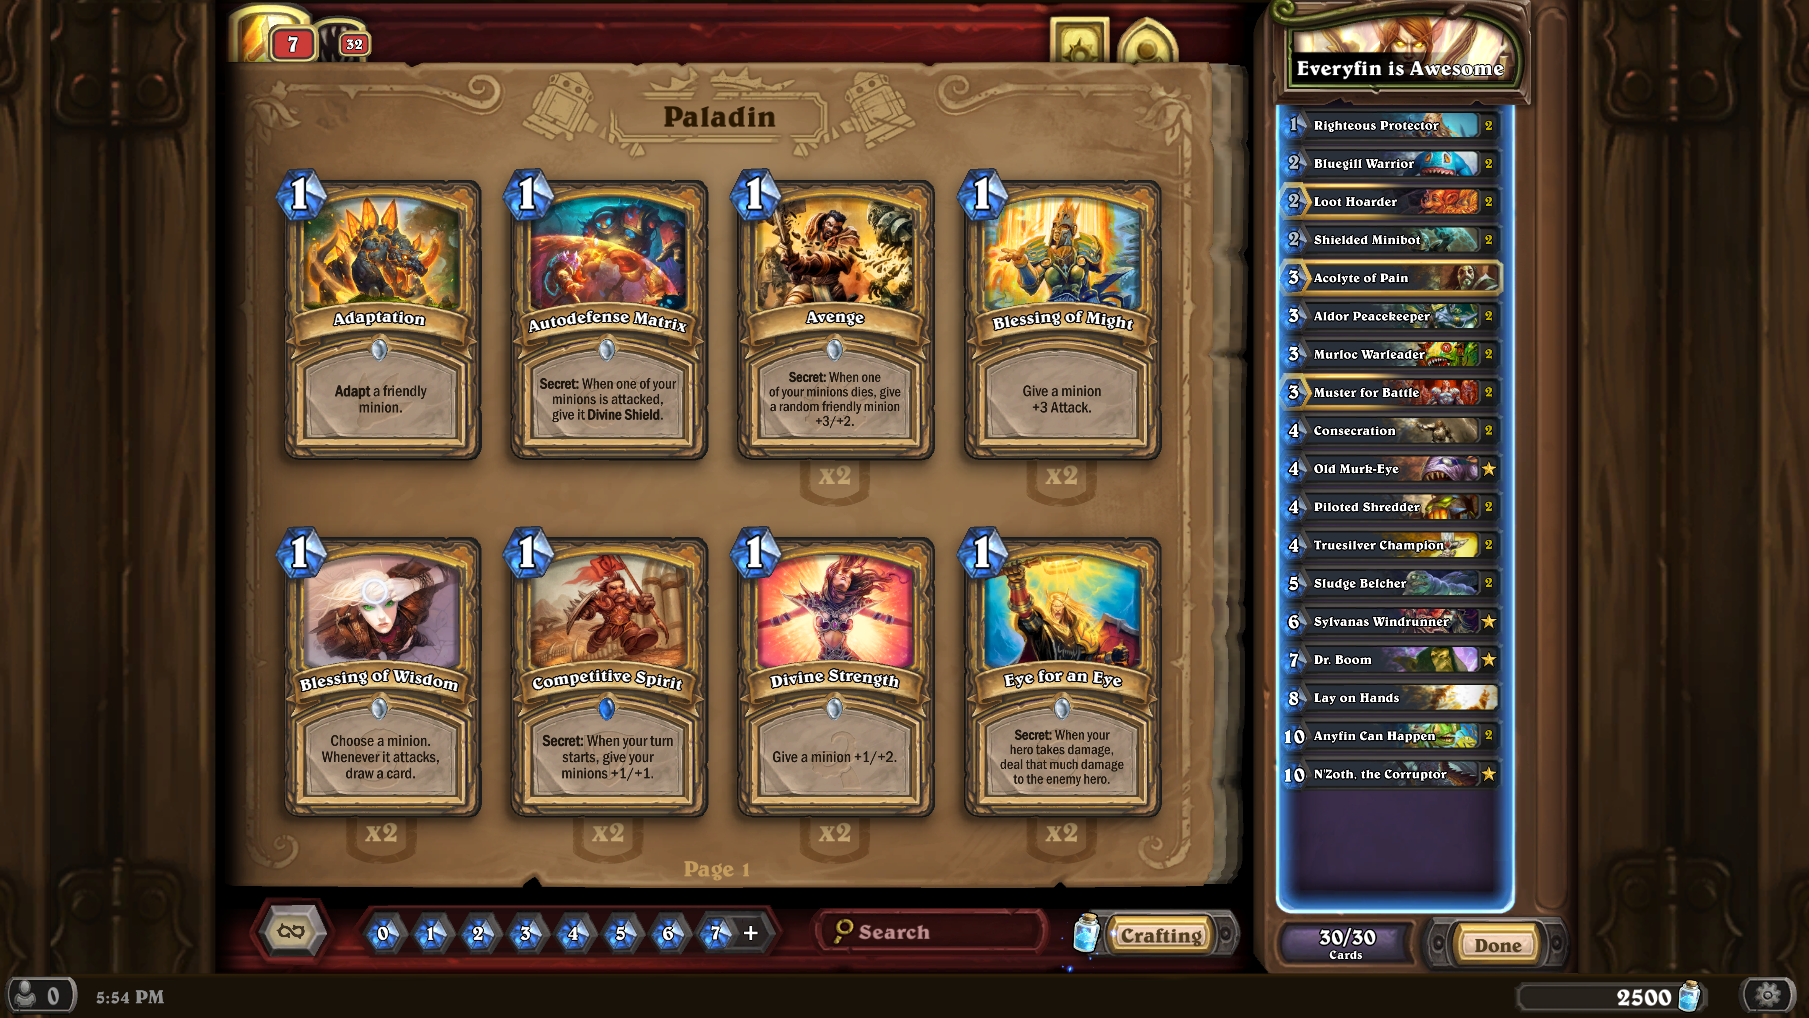 7
32
Paladin
1
Adaptation
Adapt a friendly
minion.
1
Autodefense Matrix
Secret: When one of your
minions is attacked,
give it Divine Shield.
1
Avenge
Secret: When one
of your minions dies, give
a random friendly minion
+3/+2.
x2
1
Blessing of Might
Give a minion
+3 Attack.
x2
1
Blessing of Wisdom
Choose a minion.
Whenever it attacks,
draw a card.
x2
1
Competitive Spirit
Secret: When your turn
starts, give your
minions +1/+1.
x2
1
Divine Strength
Give a minion +1/+2.
x2
1
Eye for an Eye
Secret: When your
hero takes damage,
deal that much damage
to the enemy hero.
x2
Page 1
0 1 2 3 4 5 6 7 +
Search
Crafting
Everyfin is Awesome
1 Righteous Protector 2
2 Bluegill Warrior 2
2 Loot Hoarder 2
2 Shielded Minibot 2
3 Acolyte of Pain
3 Aldor Peacekeeper 2
3 Murloc Warleader 2
3 Muster for Battle 2
4 Consecration 2
4 Old Murk-Eye
4 Piloted Shredder 2
4 Truesilver Champion 2
5 Sludge Belcher 2
6 Sylvanas Windrunner
7 Dr. Boom
8 Lay on Hands
10 Anyfin Can Happen 2
10 N'Zoth, the Corruptor
30/30
Cards
Done
0
5:54 PM
2500